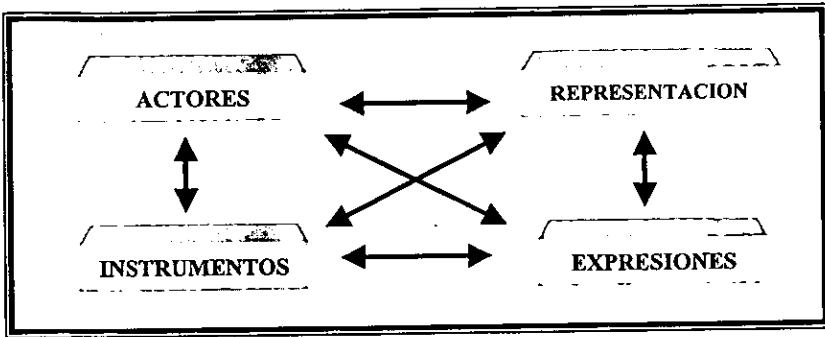 ACTORES
REPRESENTACION
INSTRUMENTOS
EXPRESIONES